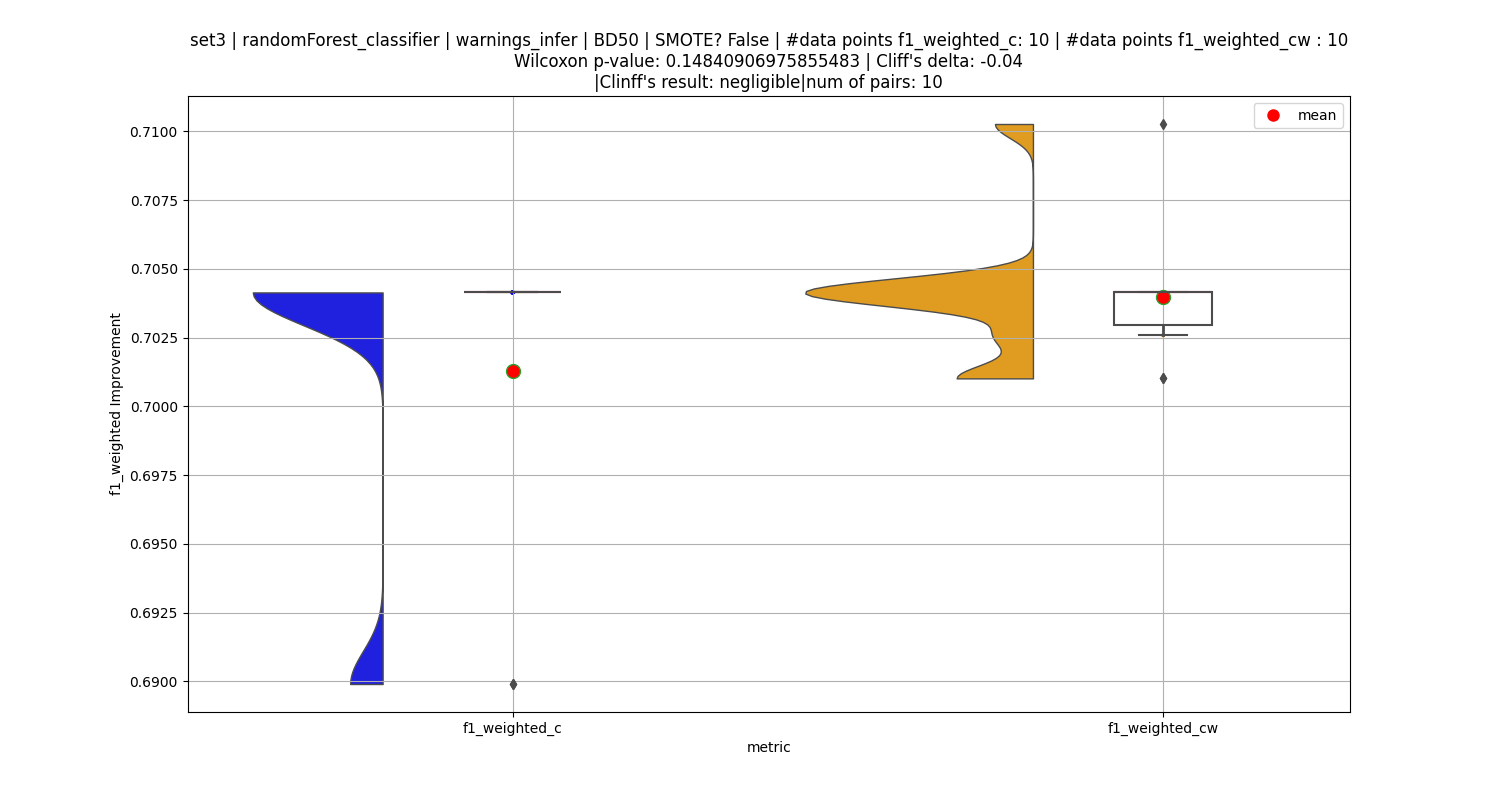 set3 | randomForest_classifier | warnings_infer | BD50 | SMOTE? False | #data points f1_weighted_c: 10 | #data points f1_weighted_cw : 10
Wilcoxon p-value: 0.14840906975855483 | Cliff's delta: -0.04
|Clinff's result: negligible|num of pairs: 10
mean
f1_weighted Improvement
0.7100
0.7075
0.7050
0.7025
0.7000
0.6975
0.6950
0.6925
0.6900
f1_weighted_c
f1_weighted_cw
metric